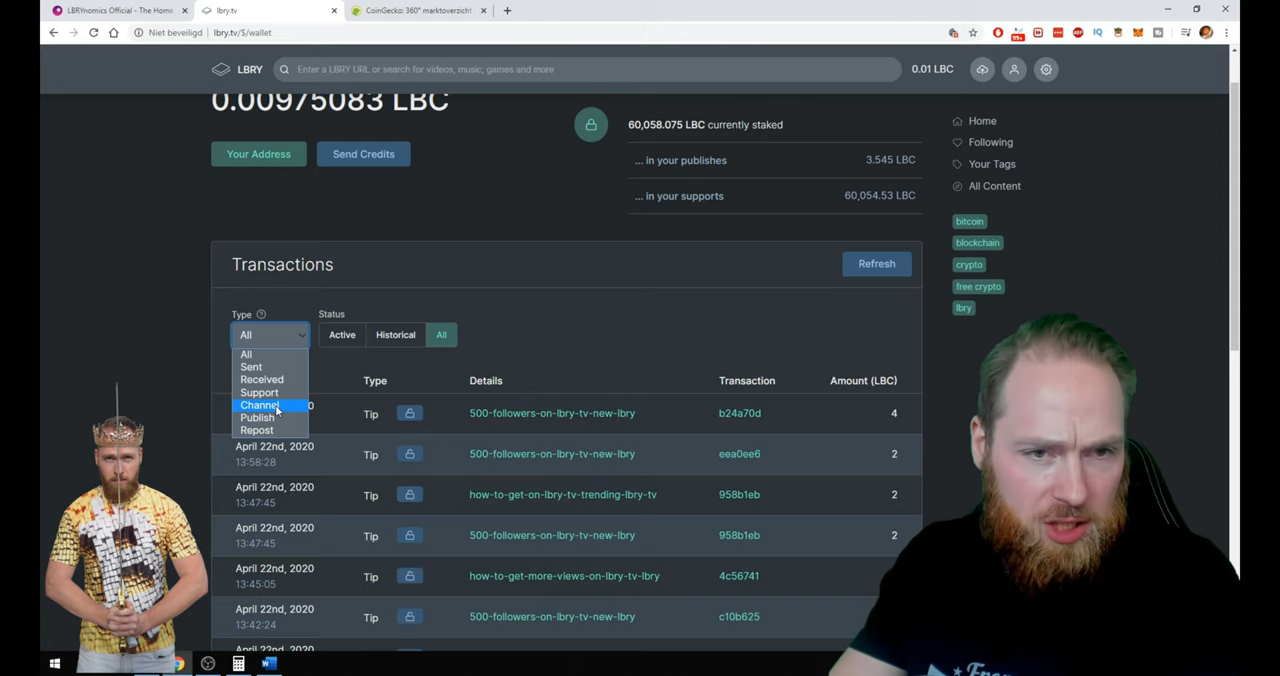 LBRYnomics Official - The Home
lbry.tv
CoinGecko: 360° marktoverzicht
Niet beveiligd
lbry.tv/$/wallet
99+
LBRY
Enter a LBRY URL or search for videos, music, games and more
0.01 LBC
0.00975083 LBC
Your Address
Send Credits
60,058.075 LBC currently staked
... in your publishes
3.545 LBC
... in your supports
60,054.53 LBC
Home
Following
Your Tags
All Content
bitcoin
blockchain
crypto
free crypto
lbry
Transactions
Refresh
Type
Status
All
Active
Historical
All
All
Sent
Received
Support
Channel
Publish
Repost
Type
Details
Transaction
Amount (LBC)
0
Tip
500-followers-on-lbry-tv-new-lbry
b24a70d
4
April 22nd, 2020
13:58:28
Tip
500-followers-on-lbry-tv-new-lbry
eea0ee6
2
April 22nd, 2020
13:47:45
Tip
how-to-get-on-lbry-tv-trending-lbry-tv
958b1eb
2
April 22nd, 2020
13:47:45
Tip
500-followers-on-lbry-tv-new-lbry
958b1eb
2
April 22nd, 2020
13:45:05
Tip
how-to-get-more-views-on-lbry-tv-lbry
4c56741
April 22nd, 2020
13:42:24
Tip
500-followers-on-lbry-tv-new-lbry
c10b625
April 22nd, 2020